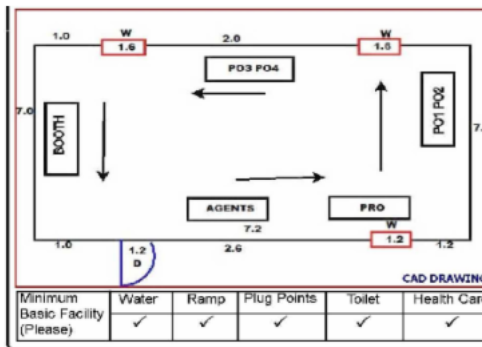 W
W
1.0
1.6
2.0
1.6
PO3 PO4
7.0
BOOTH
PO1 PO2
7.
AGENTS
PRO
7.2
W
1.0
1.2
D
2.6
1.2
1.2
CAD DRAWING
Minimum Basic Facility (Please)
Water
Ramp
Plug Points
Toilet
Health Car
✓
✓
✓
✓
✓